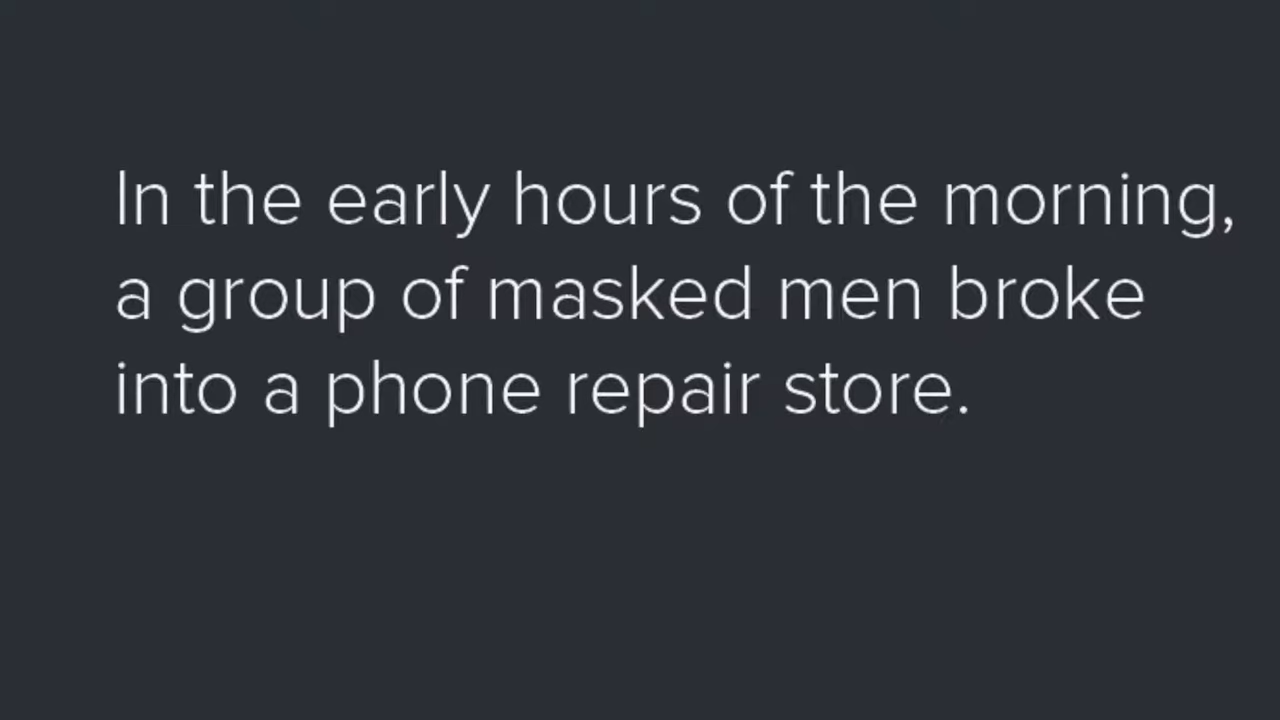 In the early hours of the morning,
a group of masked men broke
into a phone repair store.